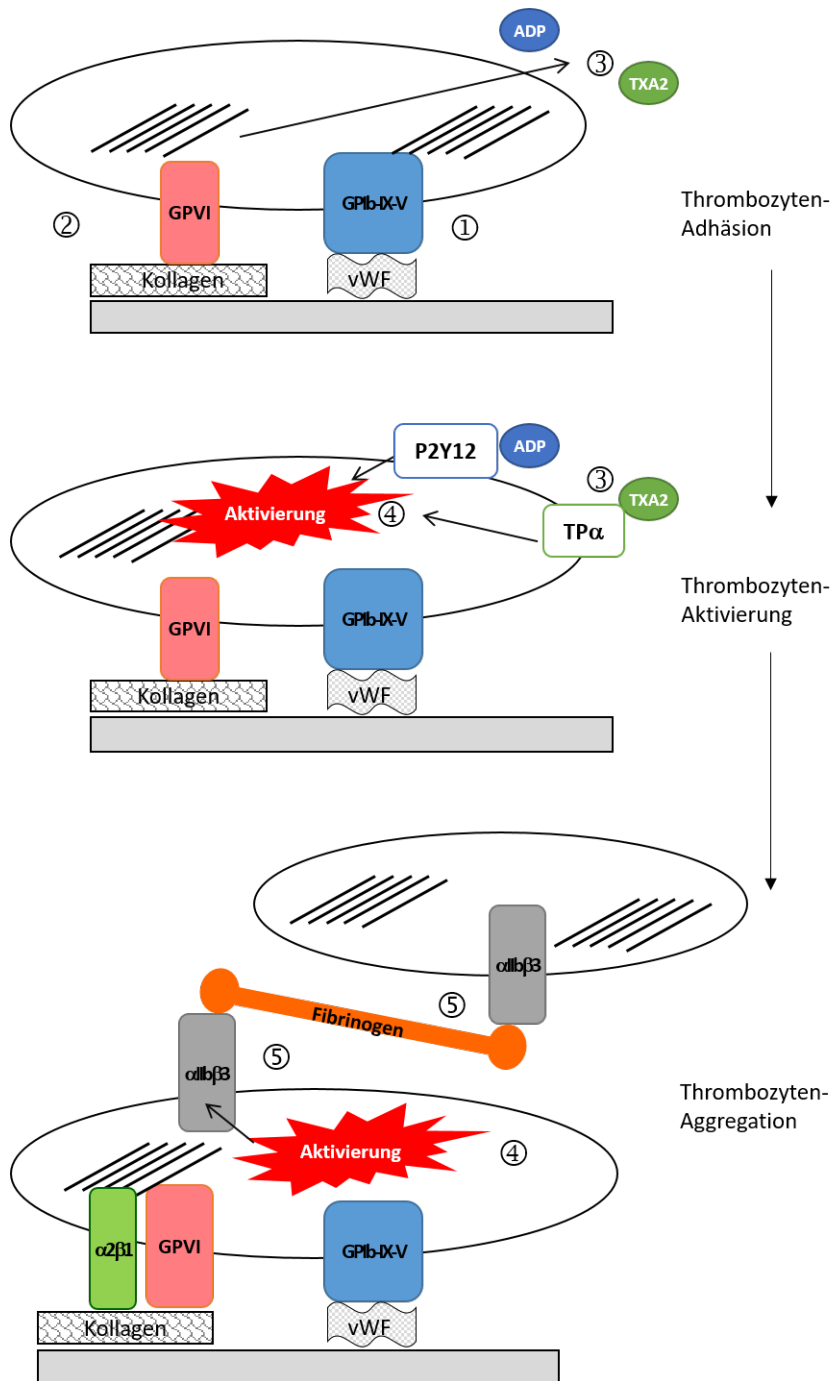 ADP
③
TXA2
GPVI
GPIb-IX-V
②
①
Kollagen
vWF
Thrombozyten-
Adhäsion
P2Y12
ADP
③
TXA2
Aktivierung
④
TPα
GPVI
GPIb-IX-V
Kollagen
vWF
Thrombozyten-
Aktivierung
αIIbβ3
⑤
Fibrinogen
αIIbβ3
⑤
Aktivierung
④
α2β1
GPVI
GPIb-IX-V
Kollagen
vWF
Thrombozyten-
Aggregation